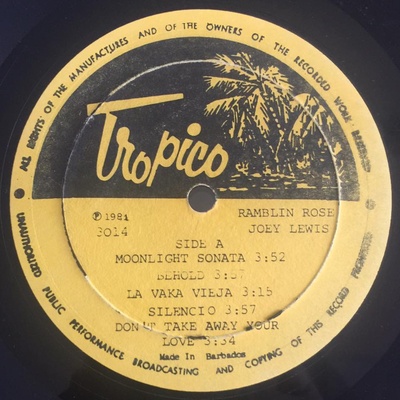 ALL RIGHTS OF THE MANUFACTURES AND OF THE OWNERS OF THE RECORDED WORK RESERVED
Tropico
℗ 1981
3014
RAMBLIN ROSE
JOEY LEWIS
SIDE A
MOONLIGHT SONATA 3:52
BEHOLD 3:37
LA VAKA VIEJA 3:15
SILENCIO 3:57
DON'T TAKE AWAY YOUR
LOVE 3:34
Made In Barbados
UNAUTHORIZED PUBLIC PERFORMANCE BROADCASTING AND COPYING OF THIS RECORD PROHIBITED